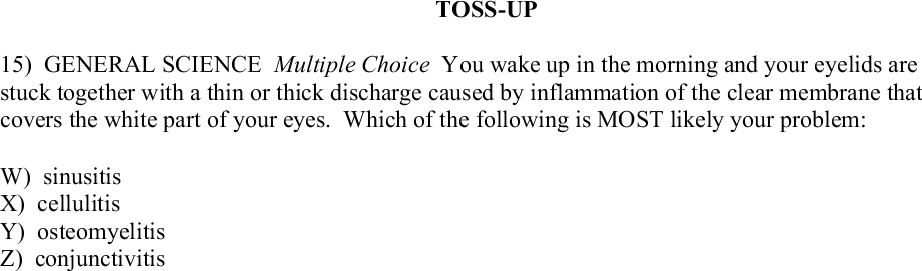 TOSS-UP
15) GENERAL SCIENCE Multiple Choice You wake up in the morning and your eyelids are
stuck together with a thin or thick discharge caused by inflammation of the clear membrane that
covers the white part of your eyes. Which of the following is MOST likely your problem:
W) sinusitis
X) cellulitis
Y) osteomyelitis
Z) conjunctivitis